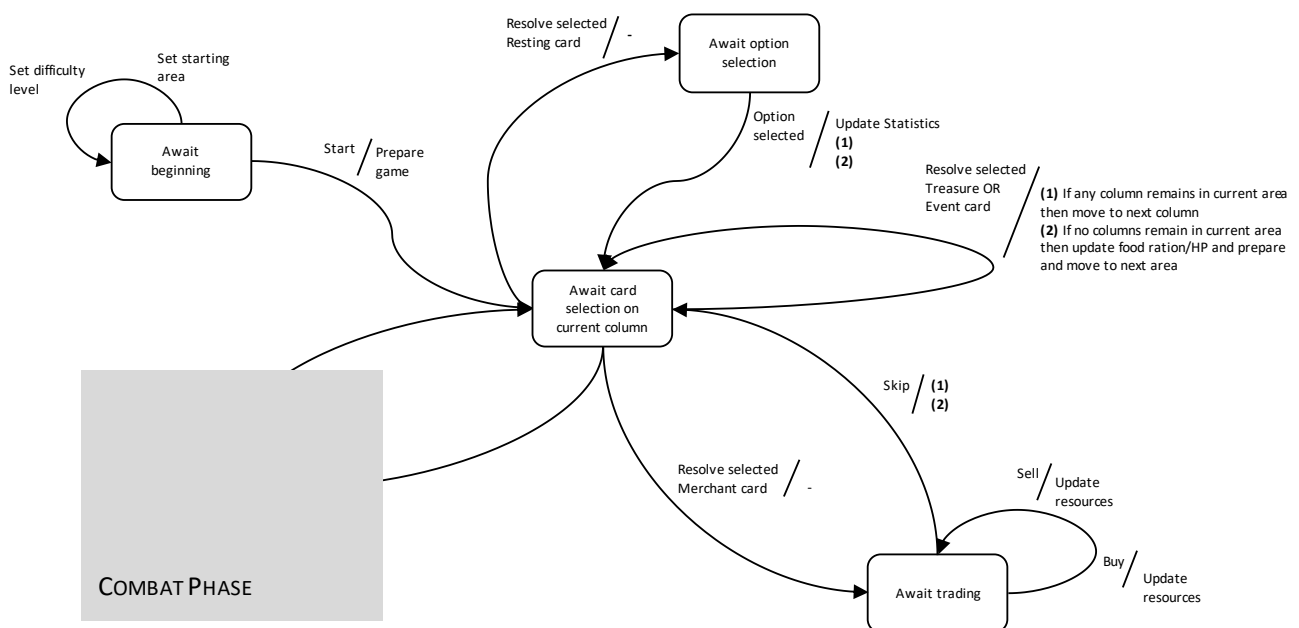 Resolve selected
Resting card
-
Await option
selection
Set starting
area
Set difficulty
level
Await
beginning
Start
Prepare
game
Option
selected
Update Statistics
(1)
(2)
Resolve selected
Treasure OR
Event card
(1) If any column remains in current area
then move to next column
(2) If no columns remain in current area
then update food ration/HP and prepare
and move to next area
Await card
selection on
current column
Skip
(1)
(2)
Resolve selected
Merchant card
-
Sell
Update
resources
Buy
Update
resources
Await trading
COMBAT PHASE